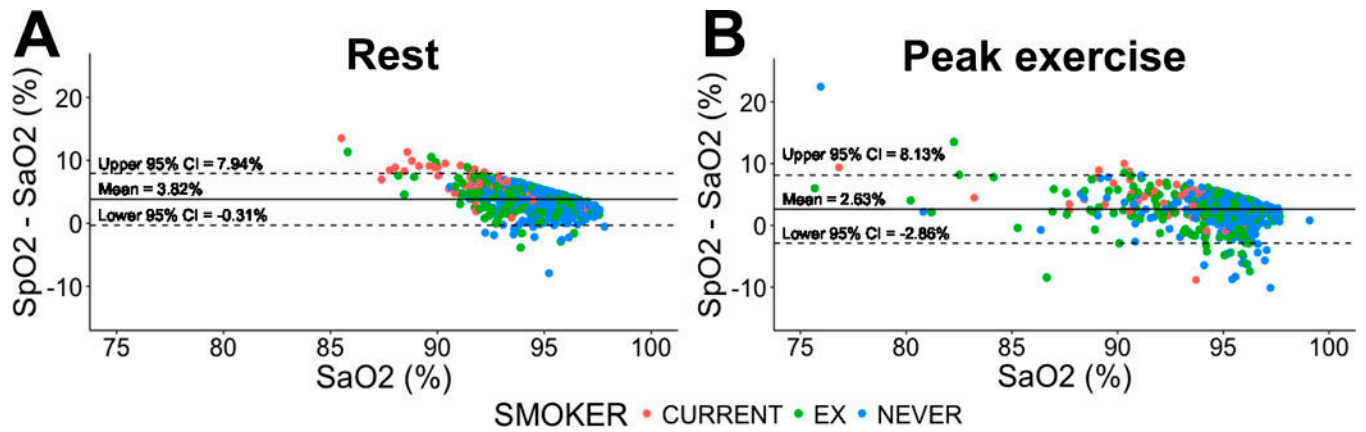 A
Rest
SpO2 - SaO2 (%)
20
10
0
-10
Upper 95% CI = 7.94%
Mean = 3.82%
Lower 95% CI = -0.31%
75 80 85 90 95 100
SaO2 (%)
B
Peak exercise
SpO2 - SaO2 (%)
20
10
0
-10
Upper 95% CI = 8.13%
Mean = 2.63%
Lower 95% CI = -2.86%
75 80 85 90 95 100
SaO2 (%)
SMOKER CURRENT EX NEVER